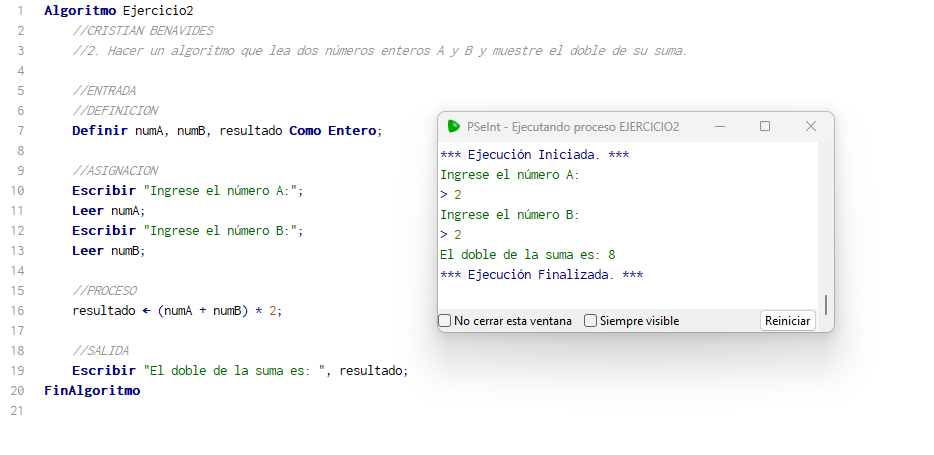 1 Algoritmo Ejercicio2
2 //CRISTIAN BENAVIDES
3 //2. Hacer un algoritmo que lea dos números enteros A y B y muestre el doble de su suma.
4
5 //ENTRADA
6 //DEFINICION
7 Definir numA, numB, resultado Como Entero;
8
9 //ASIGNACION
10 Escribir "Ingrese el número A:";
11 Leer numA;
12 Escribir "Ingrese el número B:";
13 Leer numB;
14
15 //PROCESO
16 resultado ← (numA + numB) * 2;
17
18 //SALIDA
19 Escribir "El doble de la suma es: ", resultado;
20 FinAlgoritmo
21
PSeInt - Ejecutando proceso EJERCICIO2
*** Ejecución Iniciada. ***
Ingrese el número A:
> 2
Ingrese el número B:
> 2
El doble de la suma es: 8
*** Ejecución Finalizada. ***
No cerrar esta ventana Siempre visible Reiniciar